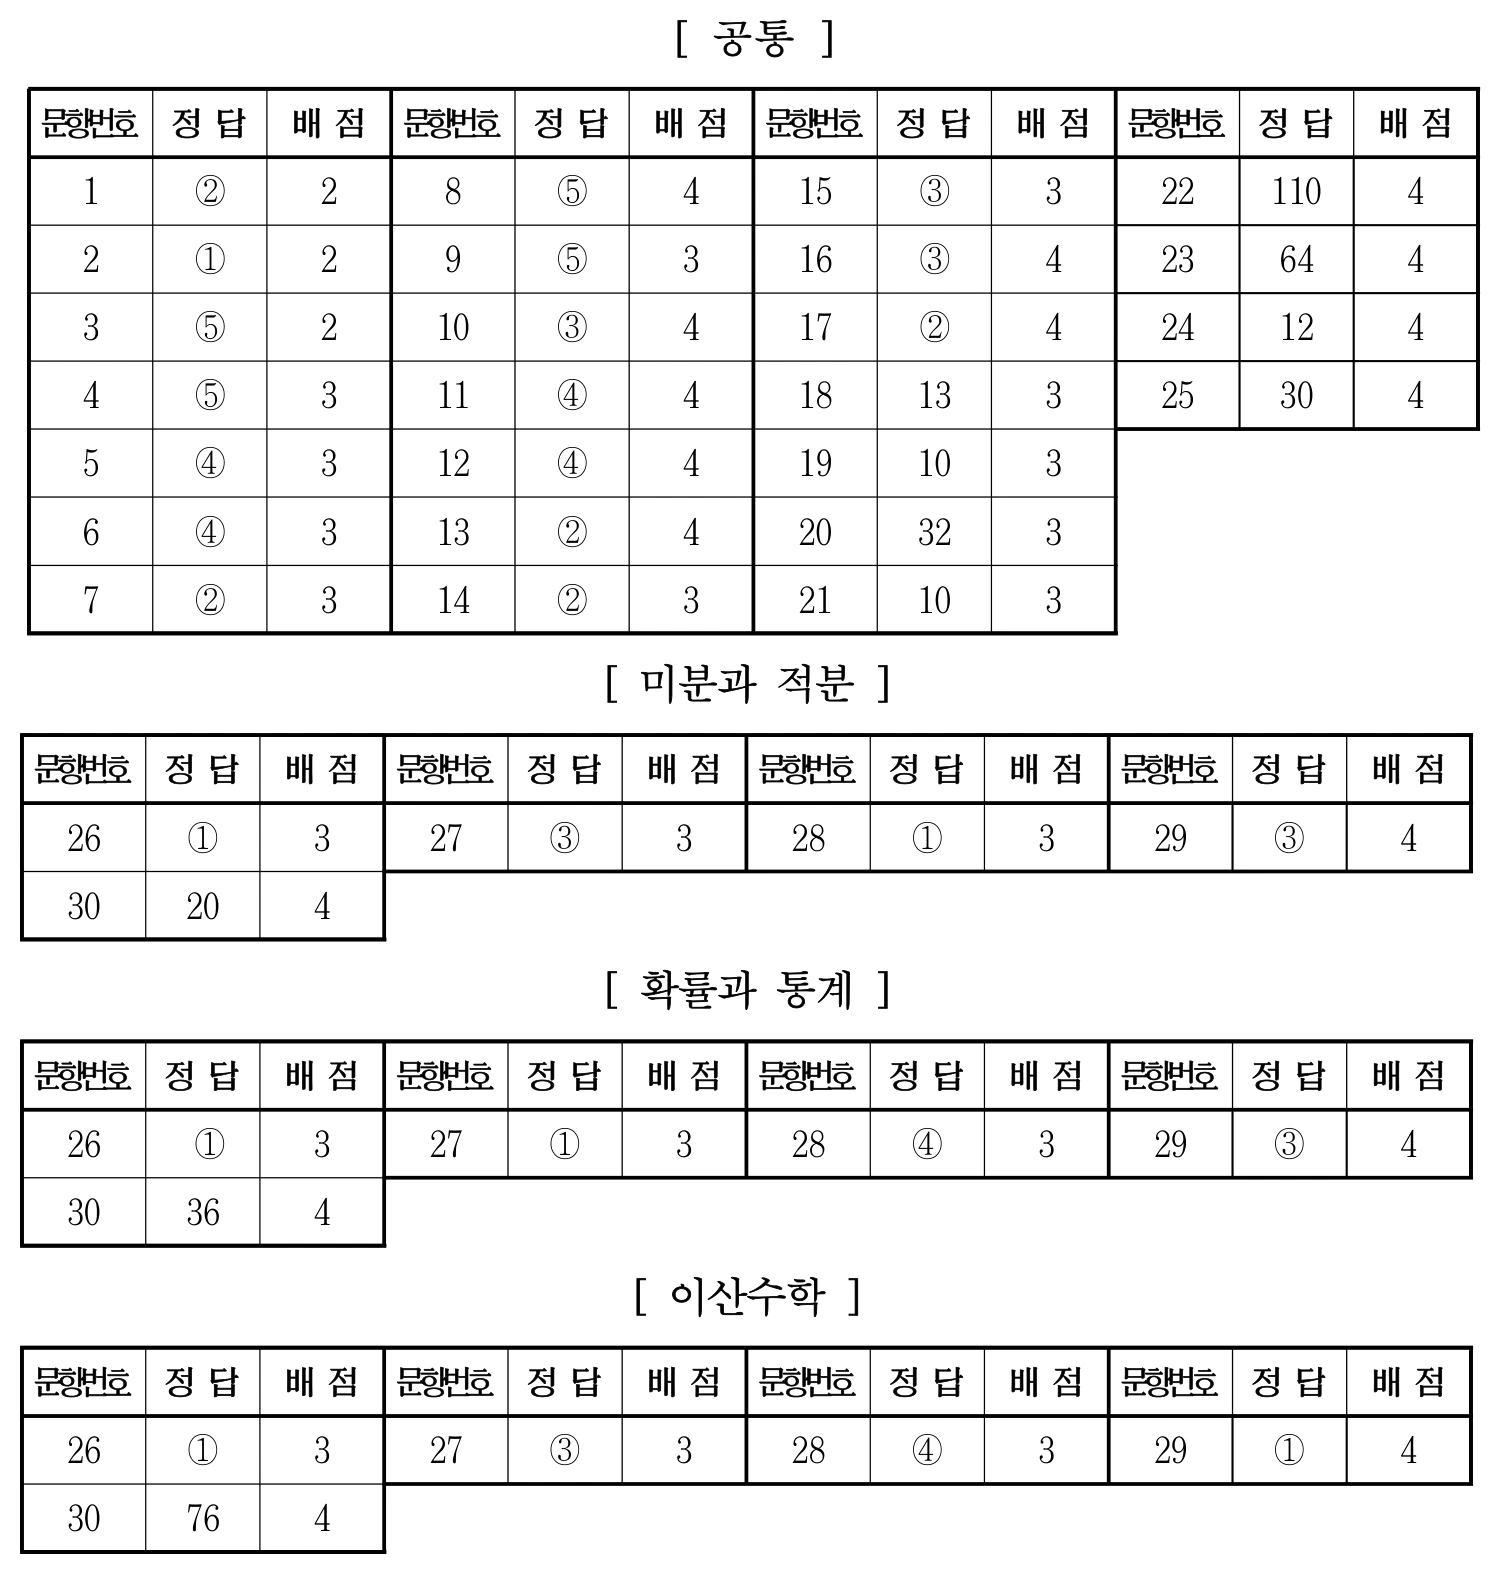 [ 공통 ]
문항번호 정 답 배 점 문항번호 정 답 배 점 문항번호 정 답 배 점 문항번호 정 답 배 점
1 ② 2 8 ⑤ 4 15 ③ 3 22 110 4
2 ① 2 9 ⑤ 3 16 ③ 4 23 64 4
3 ⑤ 2 10 ③ 4 17 ② 4 24 12 4
4 ⑤ 3 11 ④ 4 18 13 3 25 30 4
5 ④ 3 12 ④ 4 19 10 3
6 ④ 3 13 ② 4 20 32 3
7 ② 3 14 ② 3 21 10 3
[ 미분과 적분 ]
문항번호 정 답 배 점 문항번호 정 답 배 점 문항번호 정 답 배 점 문항번호 정 답 배 점
26 ① 3 27 ③ 3 28 ① 3 29 ③ 4
30 20 4
[ 확률과 통계 ]
문항번호 정 답 배 점 문항번호 정 답 배 점 문항번호 정 답 배 점 문항번호 정 답 배 점
26 ① 3 27 ① 3 28 ④ 3 29 ③ 4
30 36 4
[ 이산수학 ]
문항번호 정 답 배 점 문항번호 정 답 배 점 문항번호 정 답 배 점 문항번호 정 답 배 점
26 ① 3 27 ③ 3 28 ④ 3 29 ① 4
30 76 4